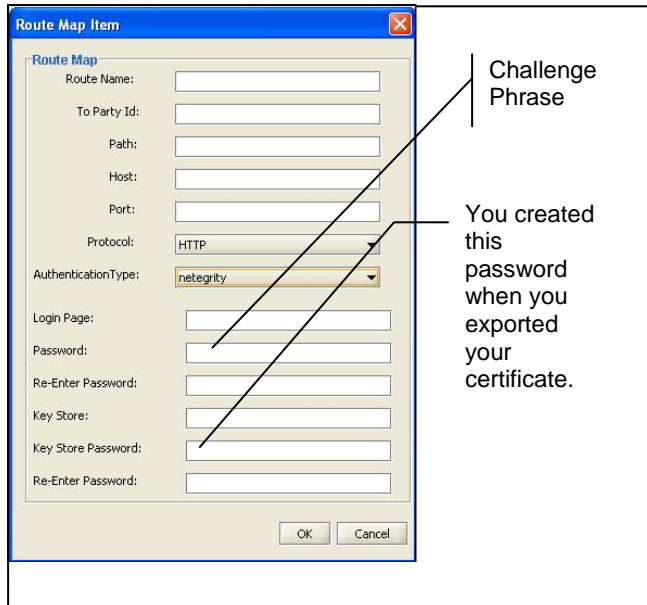 Route Map Item
Route Map
Route Name:
To Party Id:
Path:
Host:
Port:
Protocol: HTTP
AuthenticationType: netegrity
Login Page:
Password:
Re-Enter Password:
Key Store:
Key Store Password:
Re-Enter Password:
OK Cancel
Challenge
Phrase
You created
this
password
when you
exported
your
certificate.